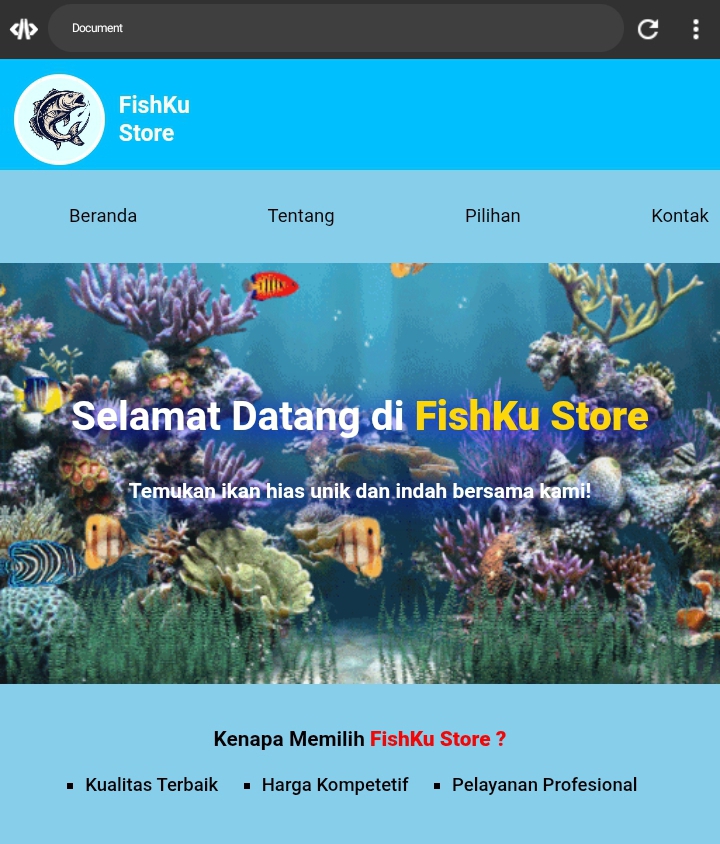 Document
FishKu
Store
Beranda Tentang Pilihan Kontak
Selamat Datang di FishKu Store
Temukan ikan hias unik dan indah bersama kami!
Kenapa Memilih FishKu Store ?
▪ Kualitas Terbaik ▪ Harga Kompetetif ▪ Pelayanan Profesional